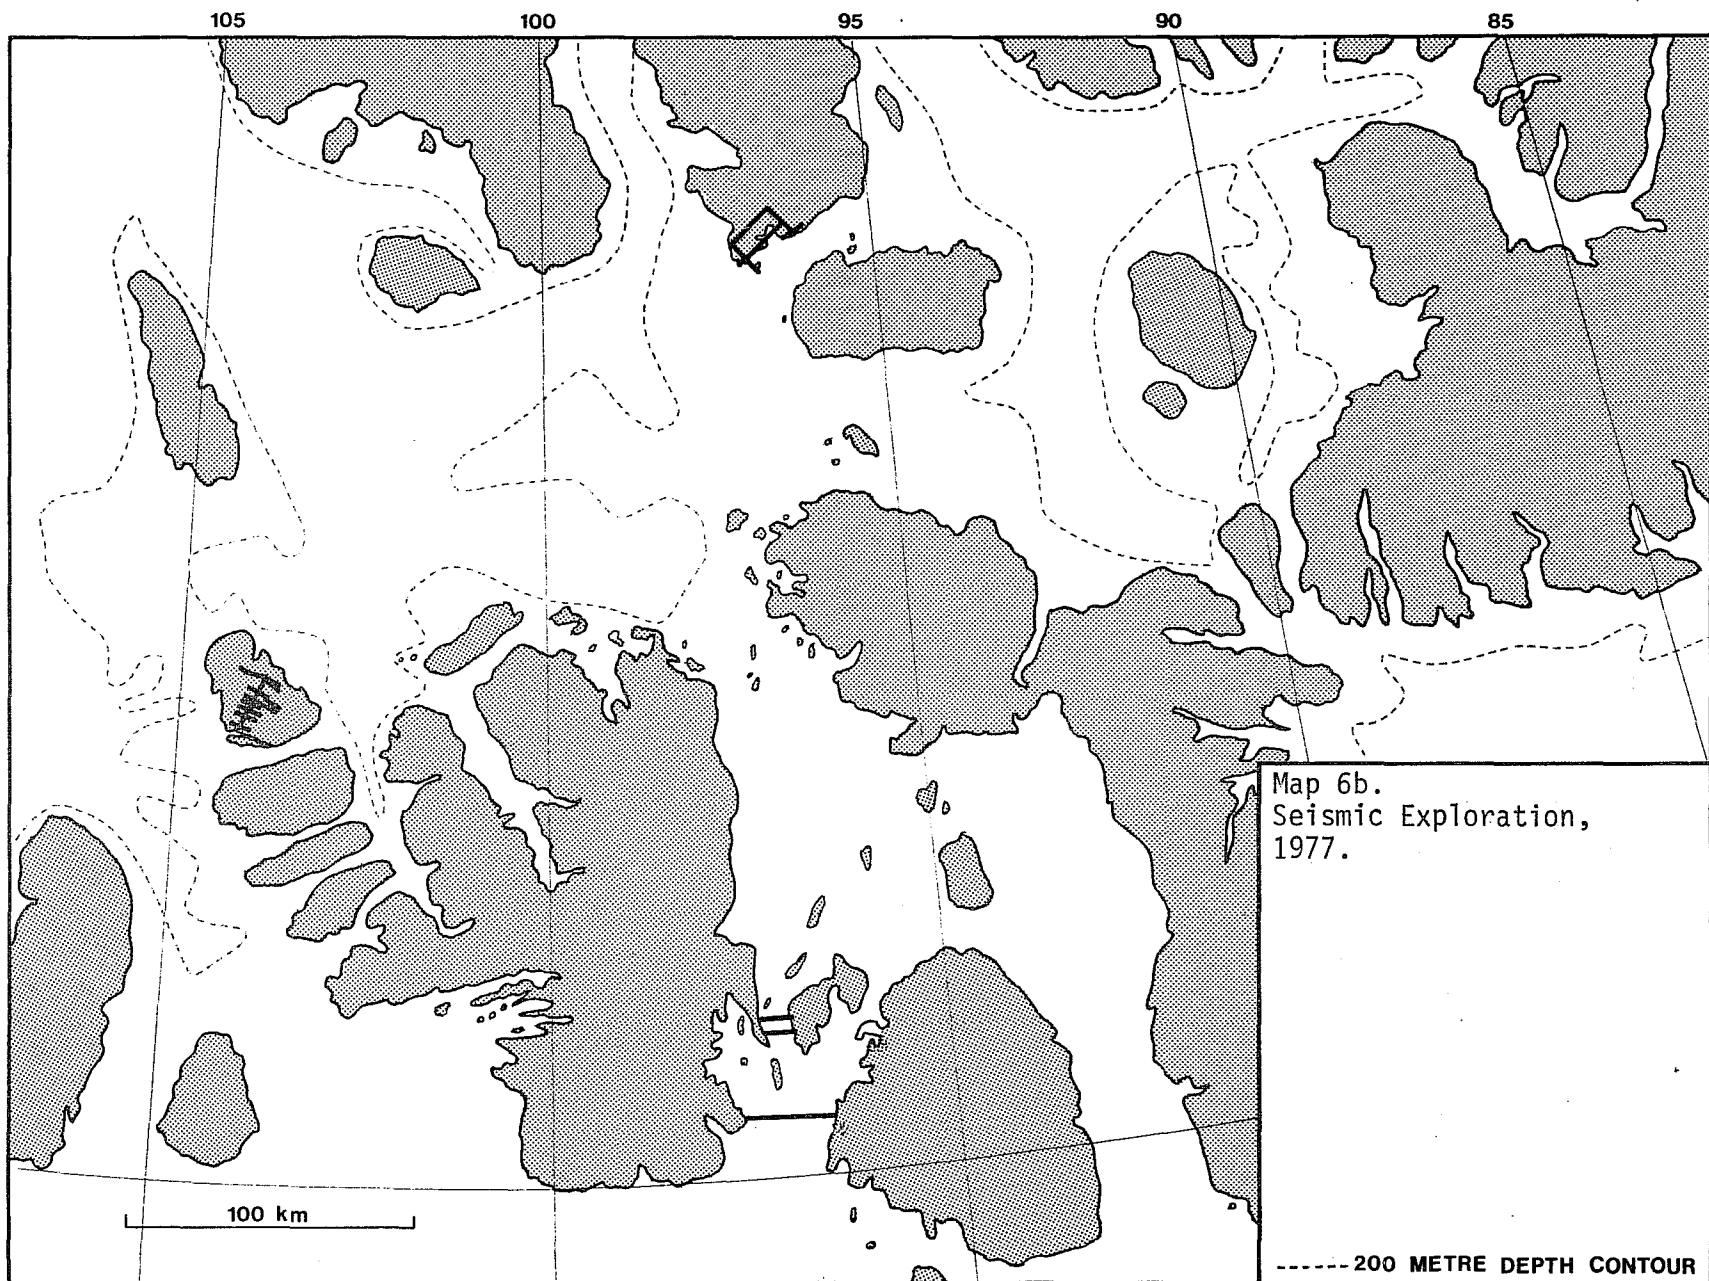 105 100 95 90 85
100 km
Map 6b.
Seismic Exploration,
1977.
------200 METRE DEPTH CONTOUR